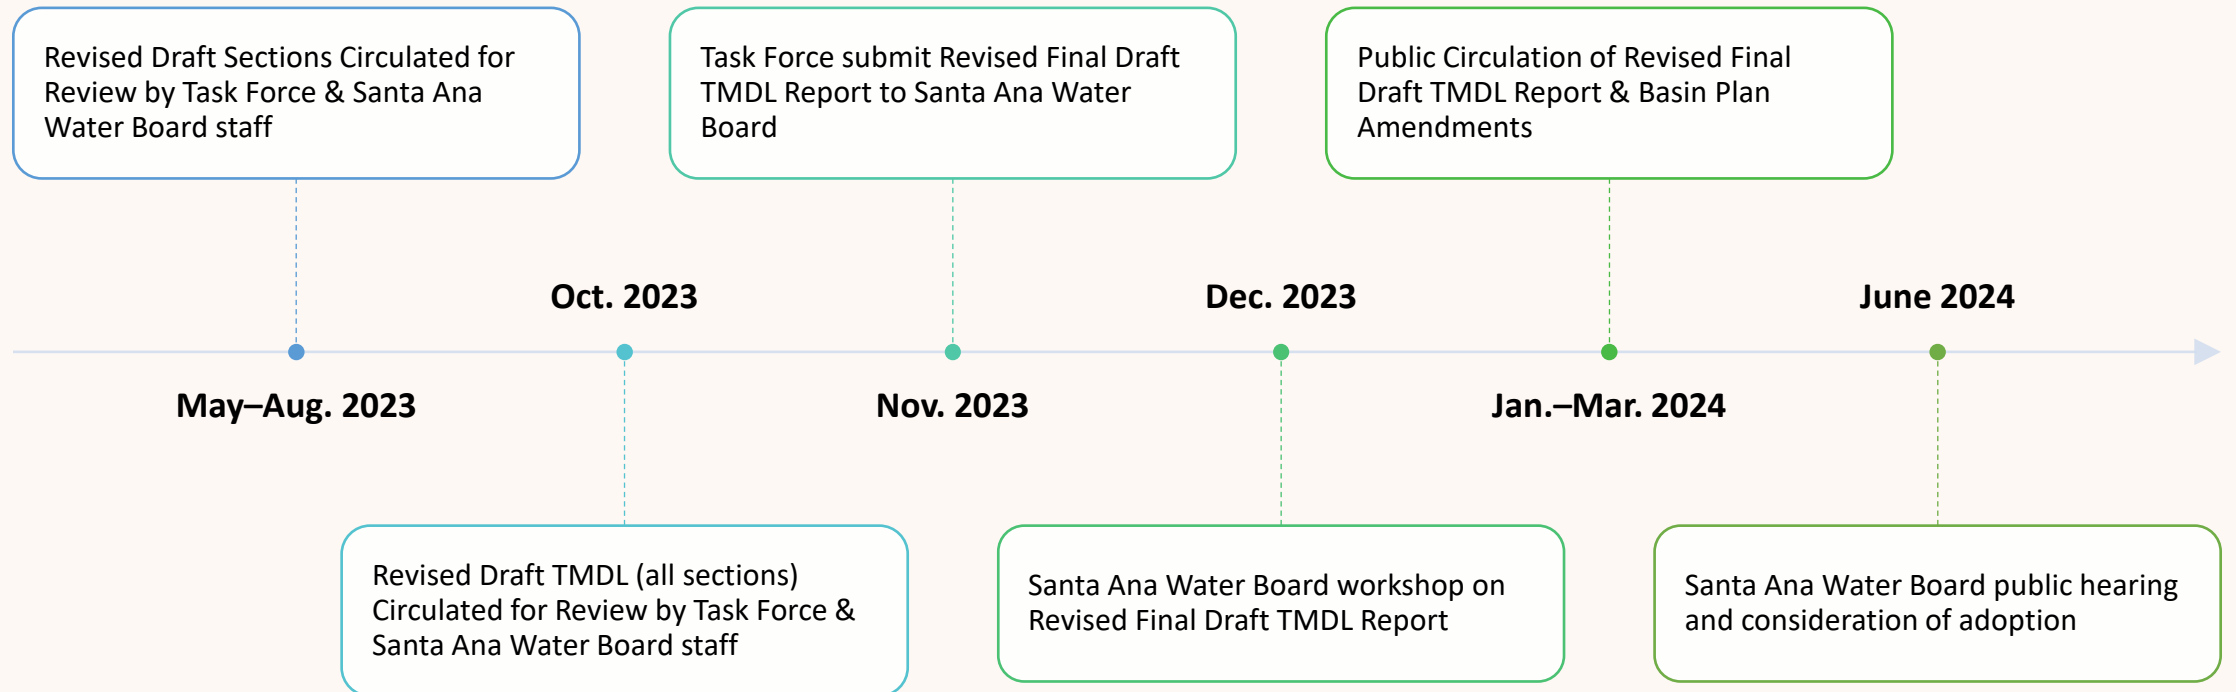 Revised Draft Sections Circulated for
Review by Task Force & Santa Ana
Water Board staff
Task Force submit Revised Final Draft
TMDL Report to Santa Ana Water
Board
Public Circulation of Revised Final
Draft TMDL Report & Basin Plan
Amendments
Oct. 2023
Dec. 2023
June 2024
May–Aug. 2023
Nov. 2023
Jan.–Mar. 2024
Revised Draft TMDL (all sections)
Circulated for Review by Task Force &
Santa Ana Water Board staff
Santa Ana Water Board workshop on
Revised Final Draft TMDL Report
Santa Ana Water Board public hearing
and consideration of adoption